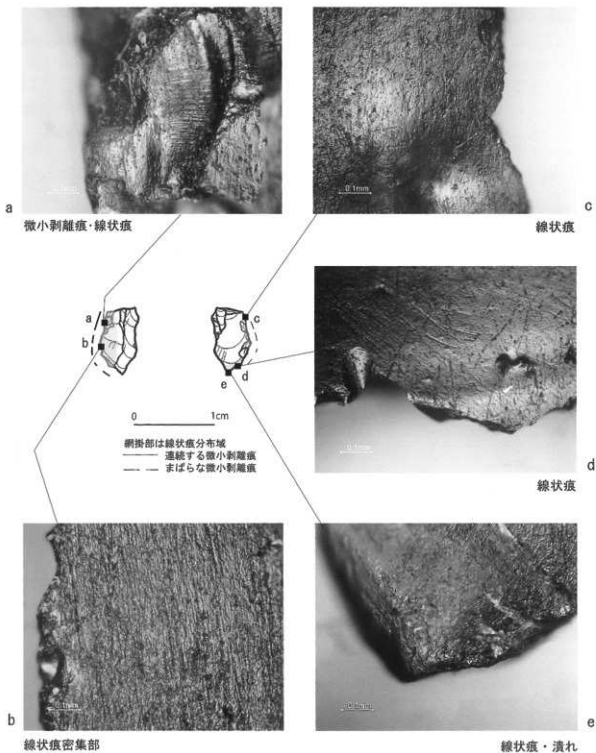 0.1mm
a
微小剥離痕・線状痕
0.1mm
c
線状痕
a
b
c
d
e
0 1cm
網掛部は線状痕分布域
連続する微小剥離痕
まばらな微小剥離痕
0.1mm
d
線状痕
b
線状痕密集部
e
線状痕・潰れ